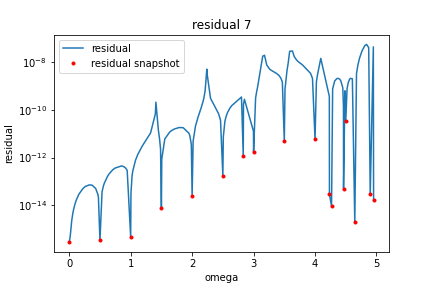 residual 7
residual
residual snapshot
10⁻⁸
10⁻¹⁰
10⁻¹²
10⁻¹⁴
residual
0 1 2 3 4 5
omega